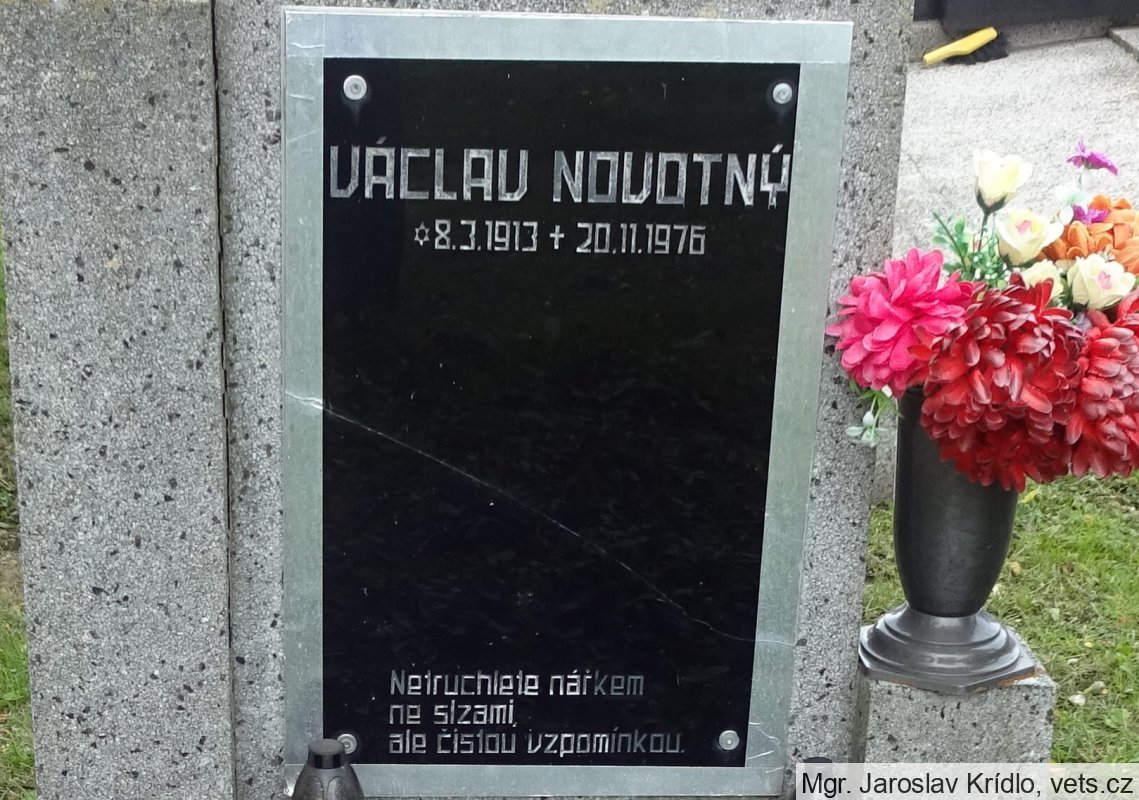 VÁCLAV NOVOTNÝ
✡8.3.1913 ✝ 20.11.1976
Netruchlete nářkem
ne slzami,
ale čistou vzpomínkou.
Mgr. Jaroslav Krídlo, vets.cz